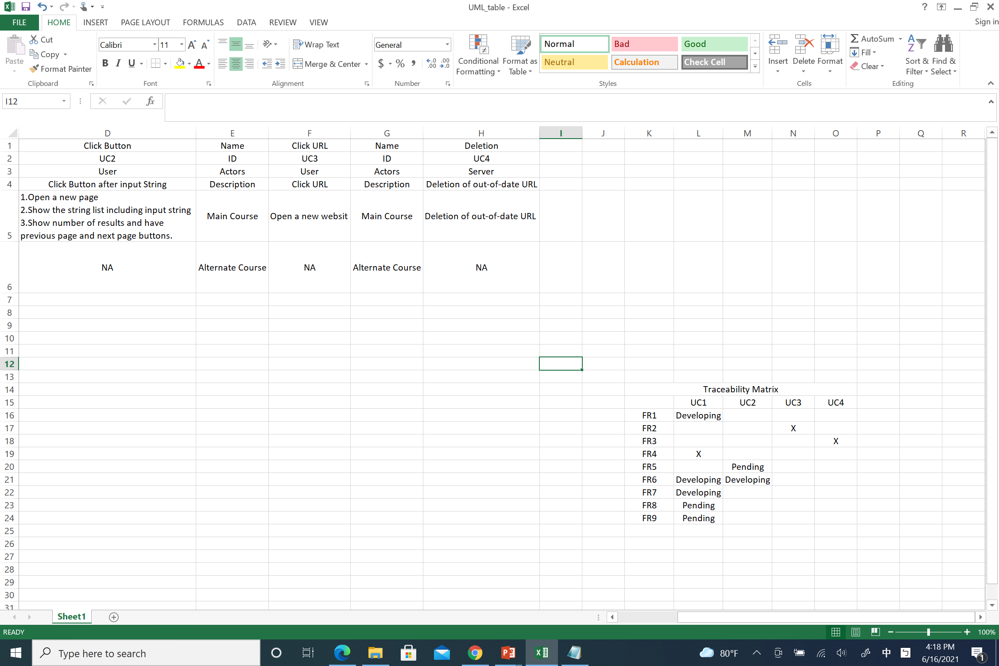 UML_table - Excel
Sign in
FILE HOME INSERT PAGE LAYOUT FORMULAS DATA REVIEW VIEW
Paste
Cut
Copy
Format Painter
Clipboard
Calibri 11
B I U
Font
Wrap Text
Merge & Center
Alignment
General
$ % ,
Number
Conditional Formatting
Format as Table
Normal Bad Good
Neutral Calculation Check Cell
Styles
Insert Delete Format
Cells
AutoSum
Fill
Clear
Sort & Filter
Find & Select
Editing
I12
fx
D E F G H I J K L M N O P Q R
1 Click Button Name Click URL Name Deletion
2 UC2 ID UC3 ID UC4
3 User Actors User Actors Server
4 Click Button after input String Description Click URL Description Deletion of out-of-date URL
1.Open a new page
2.Show the string list including input string
3.Show number of results and have
previous page and next page buttons.
5 Main Course Open a new websit Main Course Deletion of out-of-date URL
6 NA Alternate Course NA Alternate Course NA
7
8
9
10
11
12
13
14 Traceability Matrix
15 UC1 UC2 UC3 UC4
16 FR1 Developing
17 FR2 X
18 FR3 X
19 FR4 X
20 FR5 Pending
21 FR6 Developing Developing
22 FR7 Developing
23 FR8 Pending
24 FR9 Pending
25
26
27
28
29
30
31
Sheet1
READY
100%
Type here to search
80°F
中
4:18 PM
6/16/2021
1